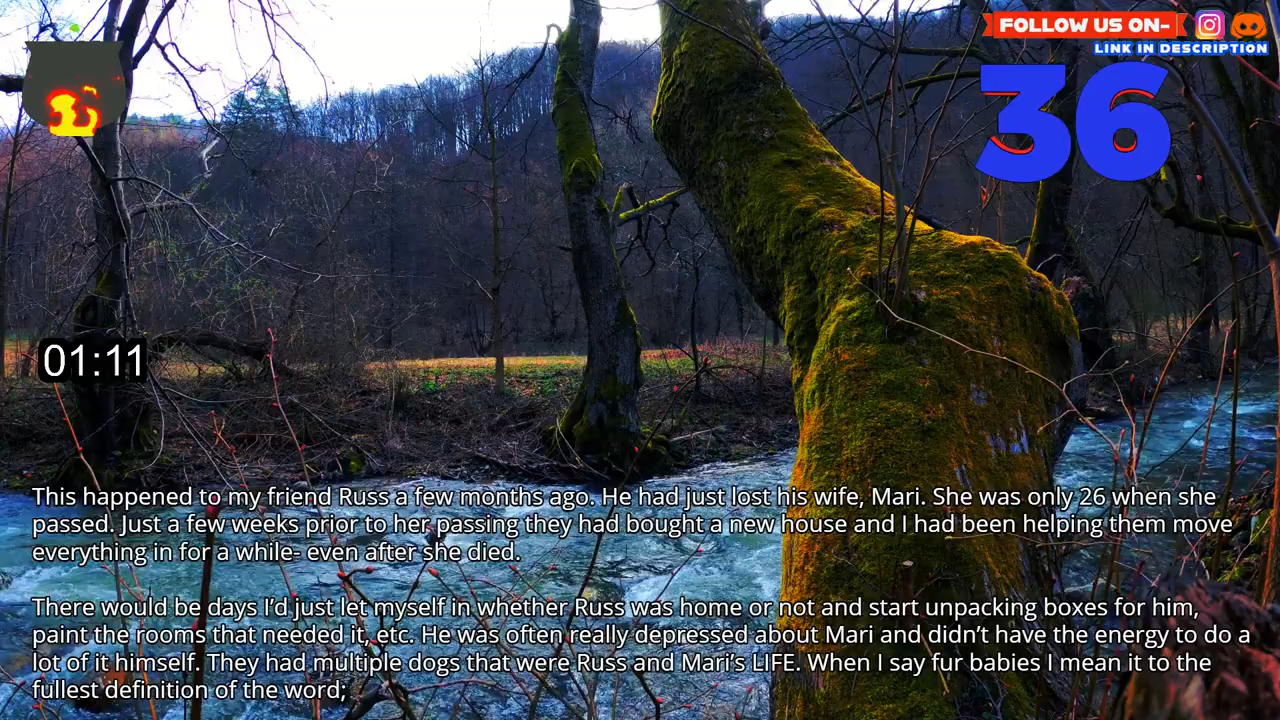 FOLLOW US ON-
LINK IN DESCRIPTION
36
01:11
This happened to my friend Russ a few months ago. He had just lost his wife, Mari. She was only 26 when she
passed. Just a few weeks prior to her passing they had bought a new house and I had been helping them move
everything in for a while- even after she died.
There would be days I’d just let myself in whether Russ was home or not and start unpacking boxes for him,
paint the rooms that needed it, etc. He was often really depressed about Mari and didn’t have the energy to do a
lot of it himself. They had multiple dogs that were Russ and Mari’s LIFE. When I say fur babies I mean it to the
fullest definition of the word;